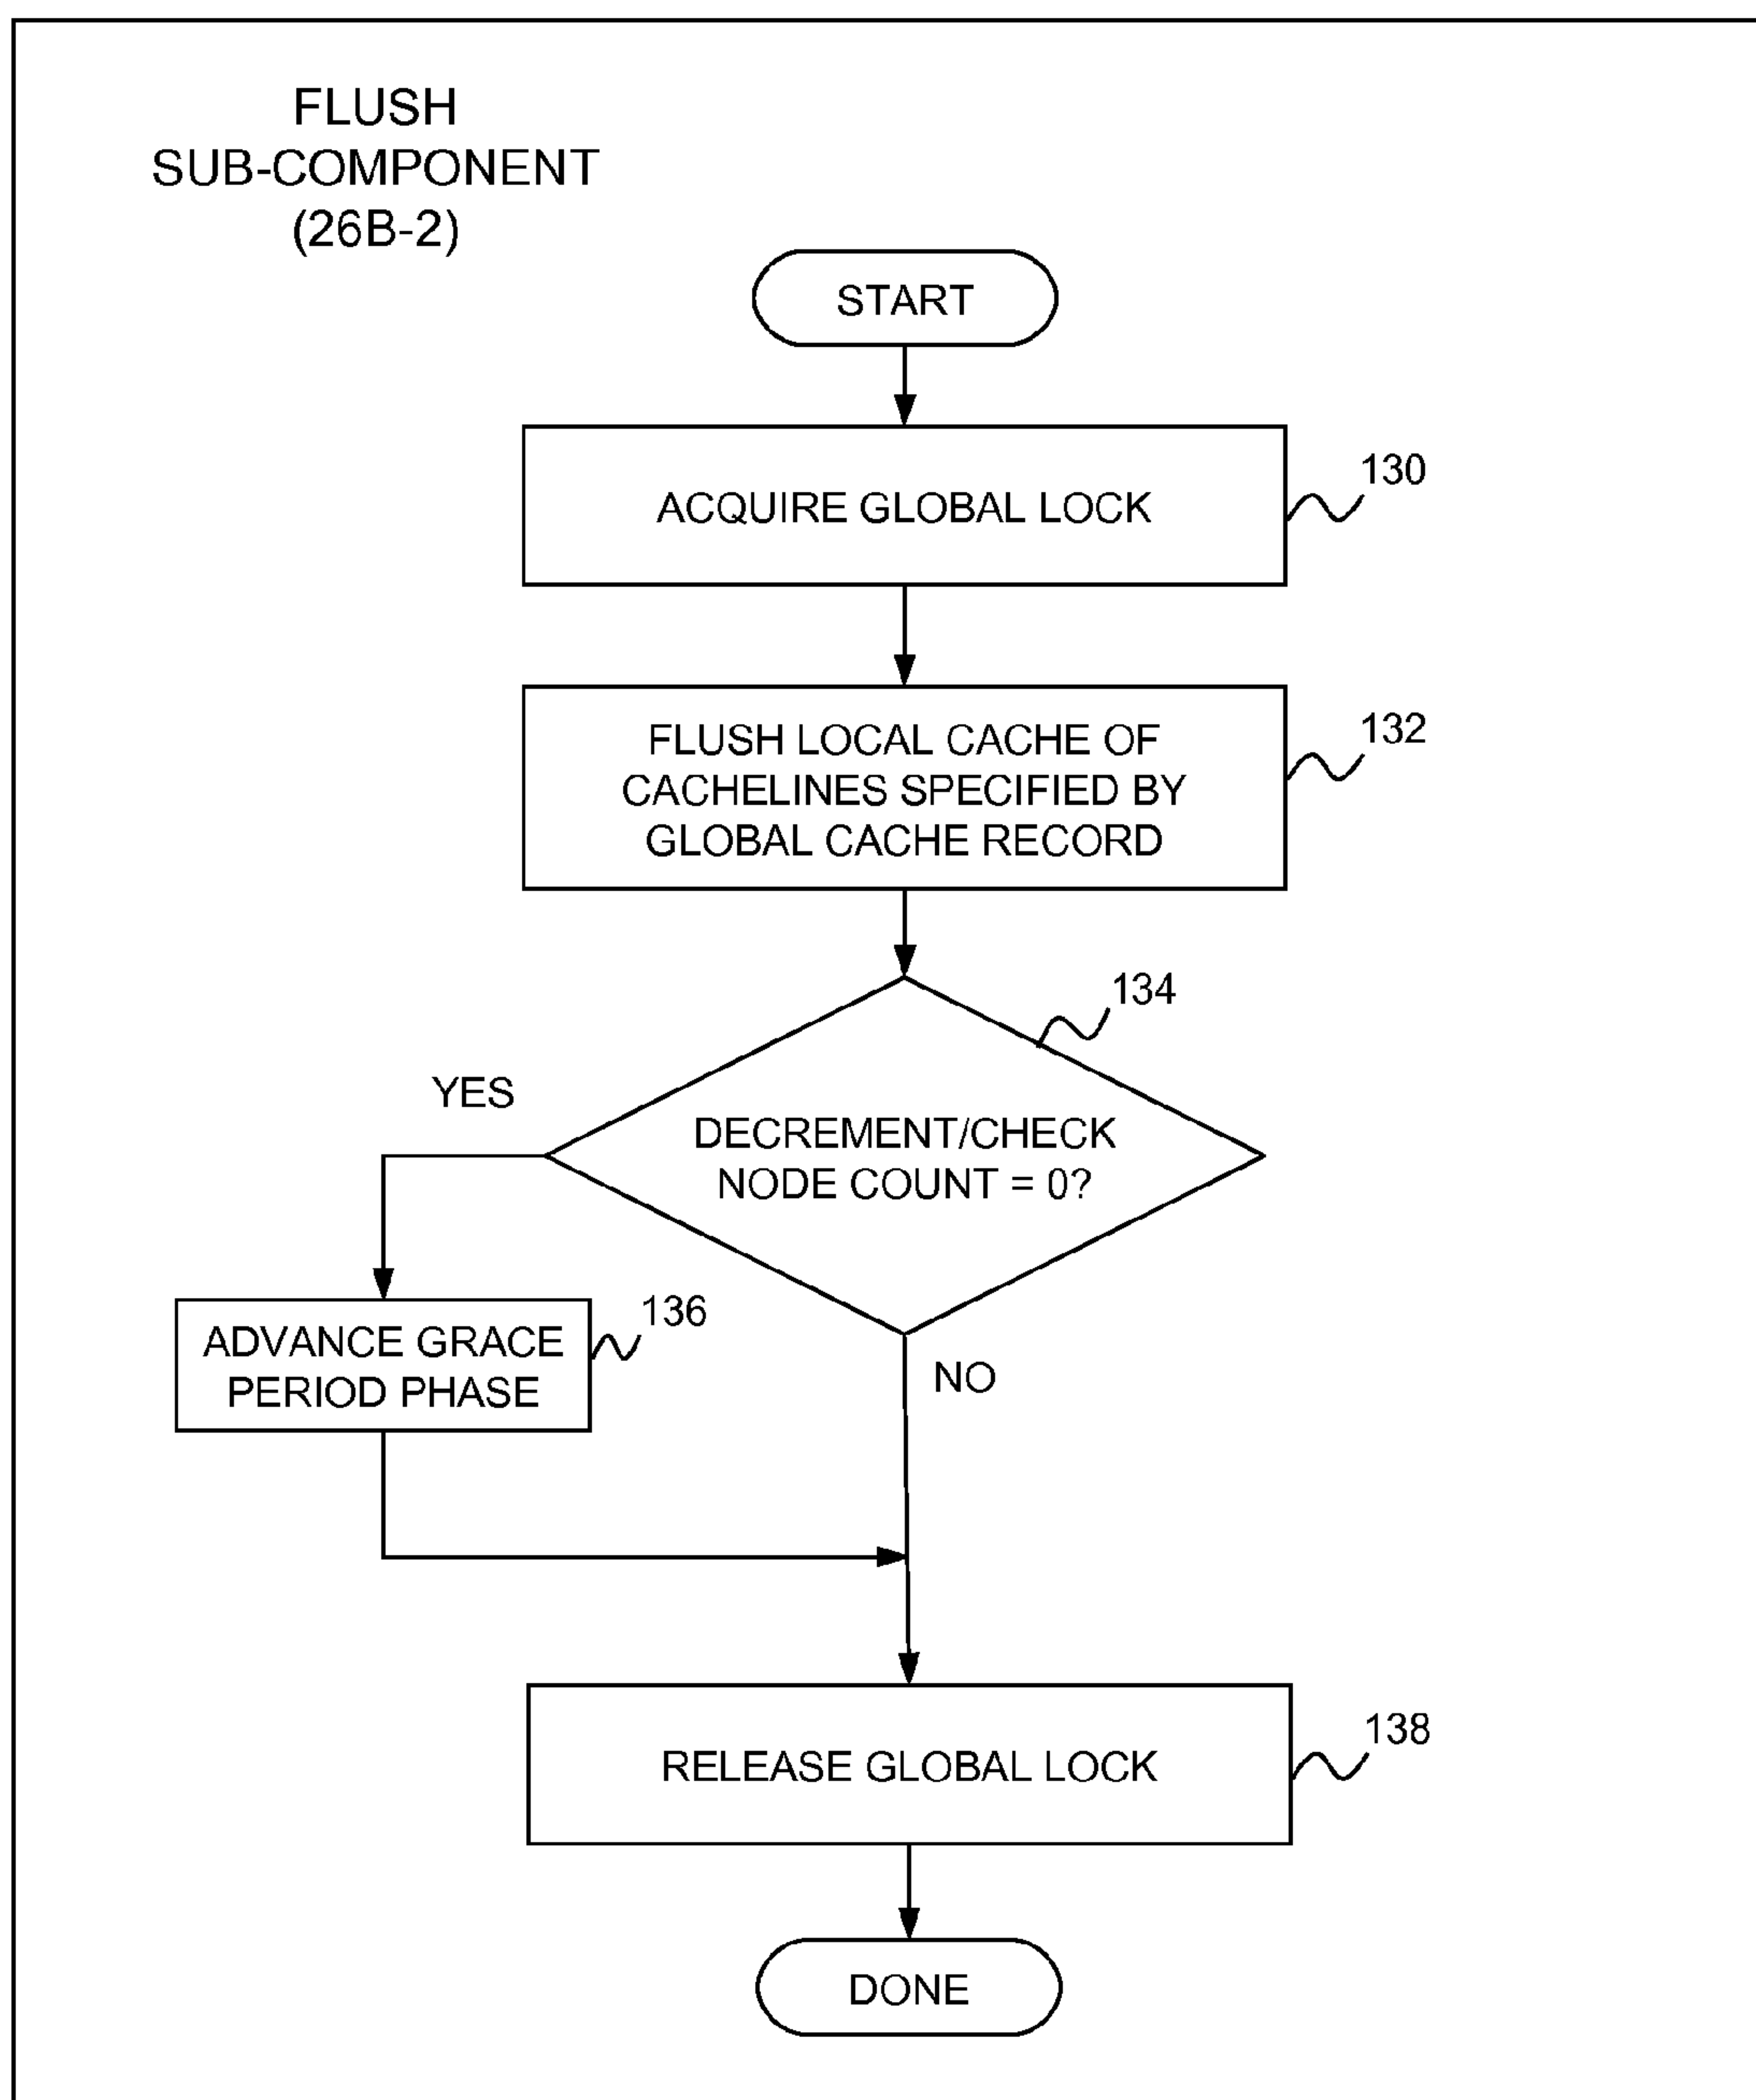 FLUSH
SUB-COMPONENT
(26B-2)
START
ACQUIRE GLOBAL LOCK
130
FLUSH LOCAL CACHE OF
CACHELINES SPECIFIED BY
GLOBAL CACHE RECORD
132
134
YES
DECREMENT/CHECK
NODE COUNT = 0?
ADVANCE GRACE
PERIOD PHASE
136
NO
RELEASE GLOBAL LOCK
138
DONE